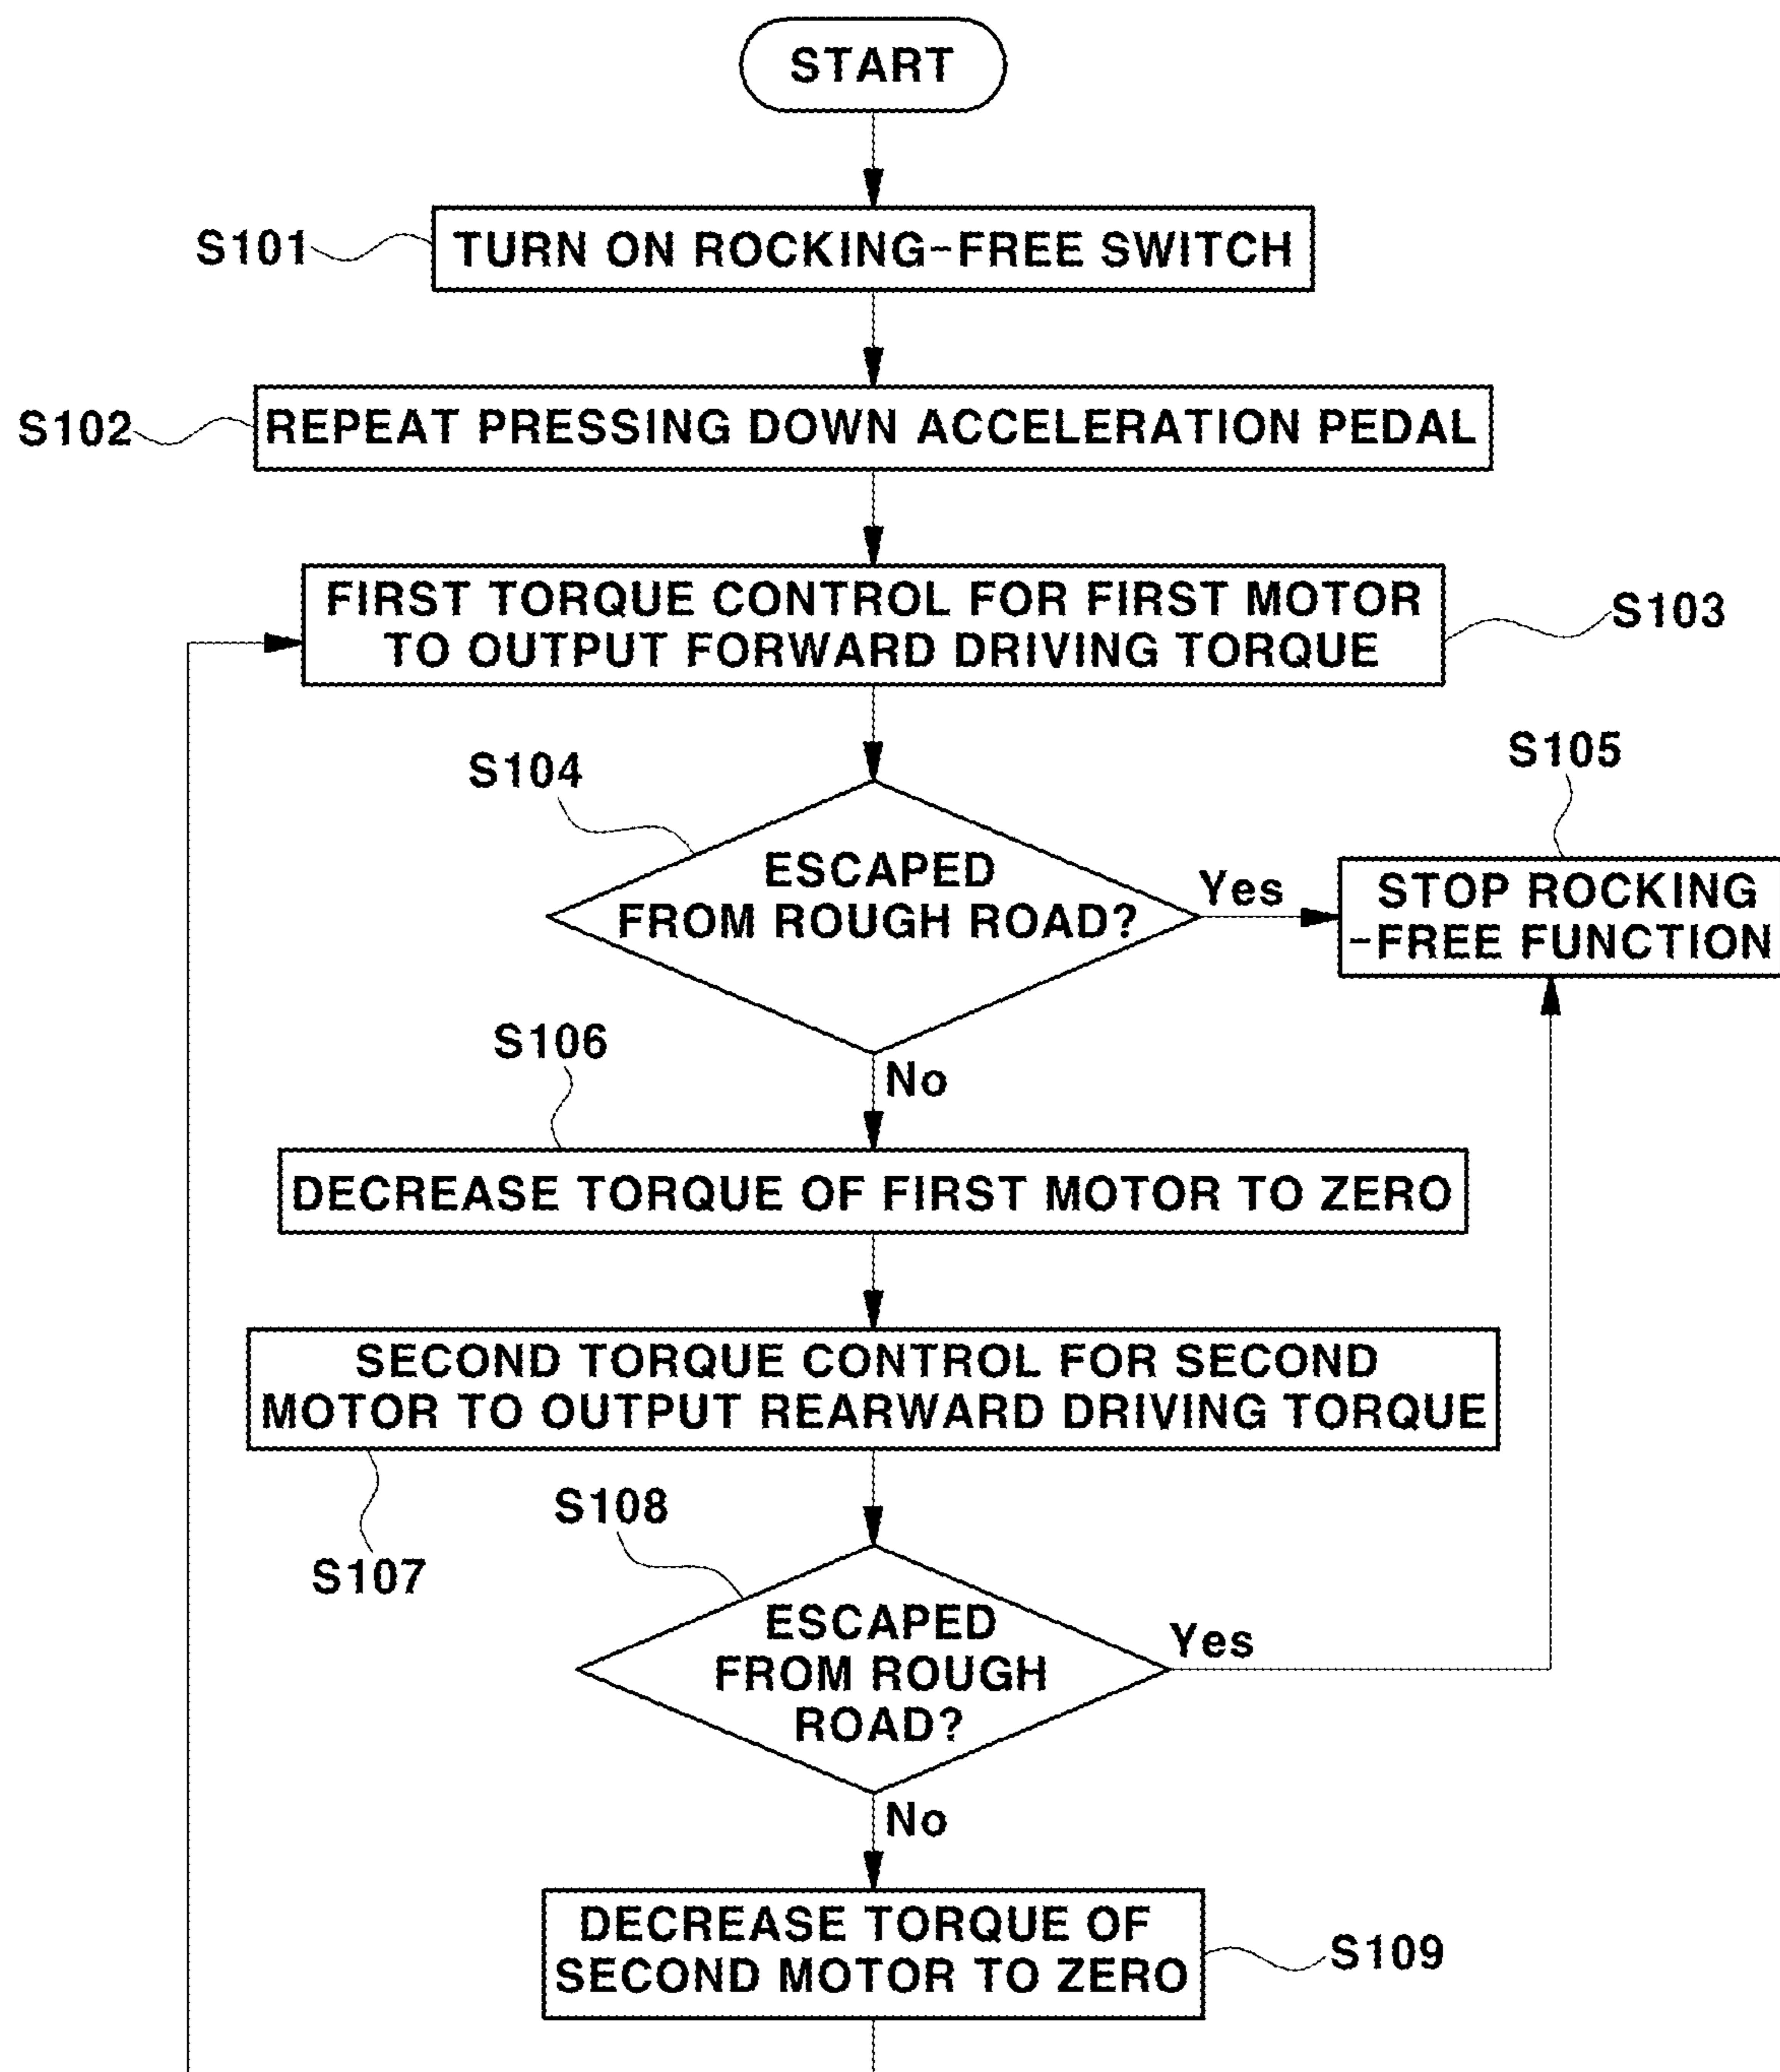 START
S101
TURN ON ROCKING-FREE SWITCH
S102
REPEAT PRESSING DOWN ACCELERATION PEDAL
FIRST TORQUE CONTROL FOR FIRST MOTOR
TO OUTPUT FORWARD DRIVING TORQUE
S103
S104
ESCAPED
FROM ROUGH ROAD?
Yes
S105
STOP ROCKING
-FREE FUNCTION
No
S106
DECREASE TORQUE OF FIRST MOTOR TO ZERO
SECOND TORQUE CONTROL FOR SECOND
MOTOR TO OUTPUT REARWARD DRIVING TORQUE
S107
S108
ESCAPED
FROM ROUGH
ROAD?
Yes
No
DECREASE TORQUE OF
SECOND MOTOR TO ZERO
S109